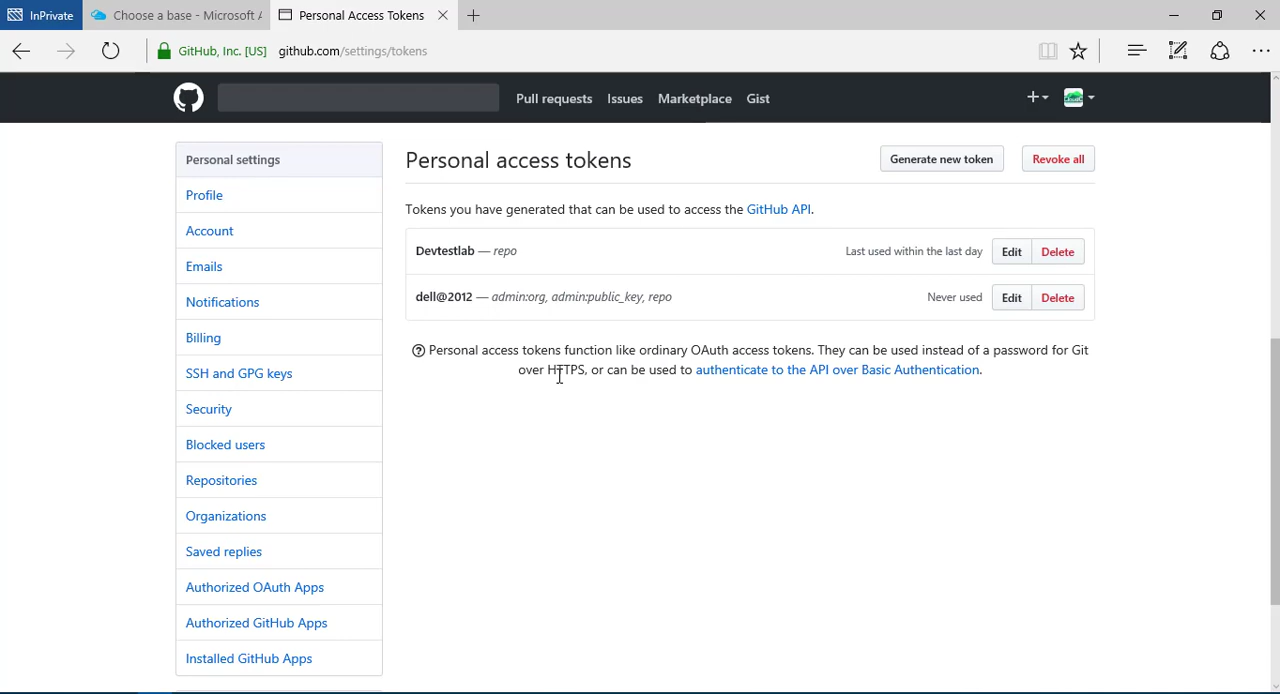 InPrivate
Choose a base - Microsoft A
Personal Access Tokens
GitHub, Inc. [US] github.com/settings/tokens
Pull requests Issues Marketplace Gist
Personal settings
Profile
Account
Emails
Notifications
Billing
SSH and GPG keys
Security
Blocked users
Repositories
Organizations
Saved replies
Authorized OAuth Apps
Authorized GitHub Apps
Installed GitHub Apps
Personal access tokens
Generate new token
Revoke all
Tokens you have generated that can be used to access the GitHub API.
Devtestlab — repo Last used within the last day Edit Delete
dell@2012 — admin:org, admin:public_key, repo Never used Edit Delete
Personal access tokens function like ordinary OAuth access tokens. They can be used instead of a password for Git
over HTTPS, or can be used to authenticate to the API over Basic Authentication.